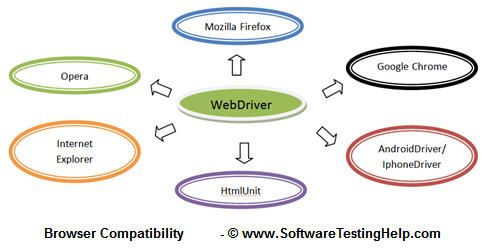 Mozilla Firefox
Opera
Google Chrome
WebDriver
Internet
Explorer
AndroidDriver/
IphoneDriver
HtmlUnit
Browser Compatibility - © www.SoftwareTestingHelp.com